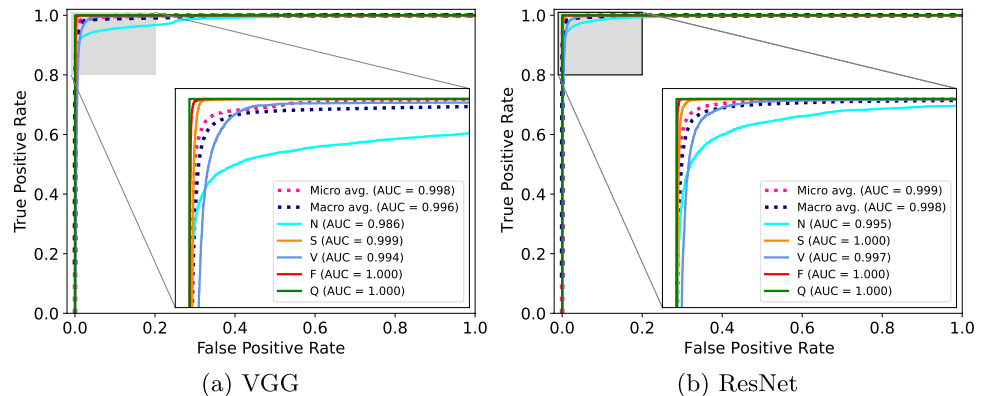 1.0
0.8
0.6
0.4
0.2
0.0
True Positive Rate
Micro avg. (AUC = 0.998)
Macro avg. (AUC = 0.996)
N (AUC = 0.986)
S (AUC = 0.999)
V (AUC = 0.994)
F (AUC = 1.000)
Q (AUC = 1.000)
0.0 0.2 0.4 0.6 0.8 1.0
False Positive Rate
(a) VGG
1.0
0.8
0.6
0.4
0.2
0.0
True Positive Rate
Micro avg. (AUC = 0.999)
Macro avg. (AUC = 0.998)
N (AUC = 0.995)
S (AUC = 1.000)
V (AUC = 0.997)
F (AUC = 1.000)
Q (AUC = 1.000)
0.0 0.2 0.4 0.6 0.8 1.0
False Positive Rate
(b) ResNet